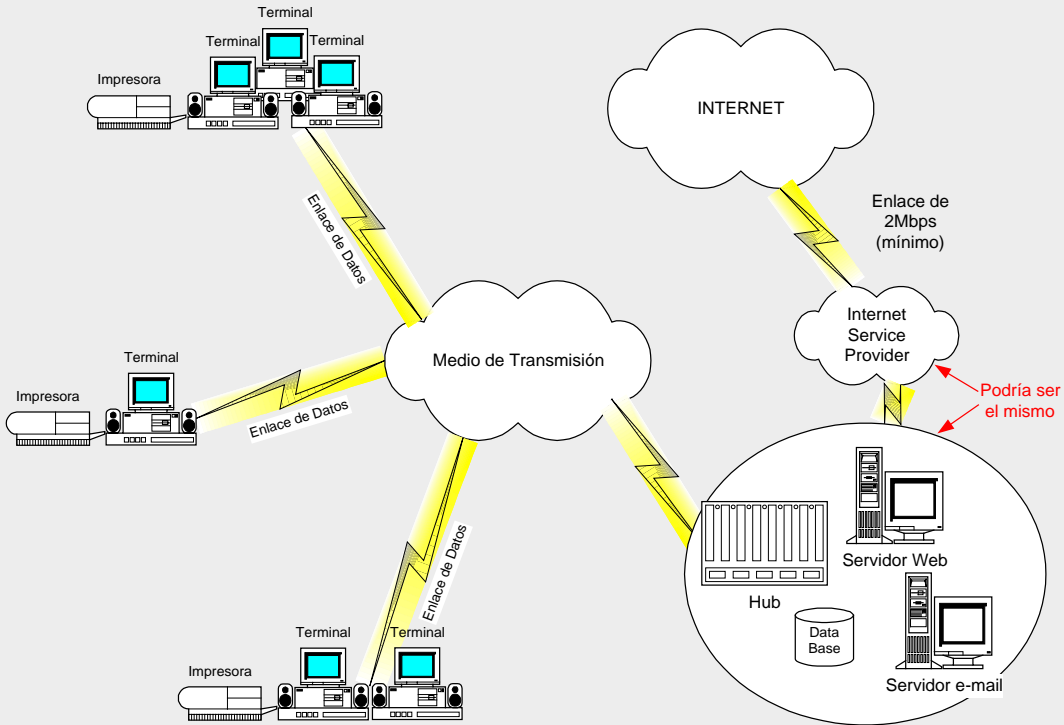 Terminal
Terminal
Terminal
Impresora
INTERNET
Enlace de
2Mbps
(mínimo)
Enlace de Datos
Internet
Service
Provider
Medio de Transmisión
Terminal
Impresora
Enlace de Datos
Podría ser
el mismo
Servidor Web
Hub
Data
Base
Servidor e-mail
Enlace de Datos
Terminal
Terminal
Impresora